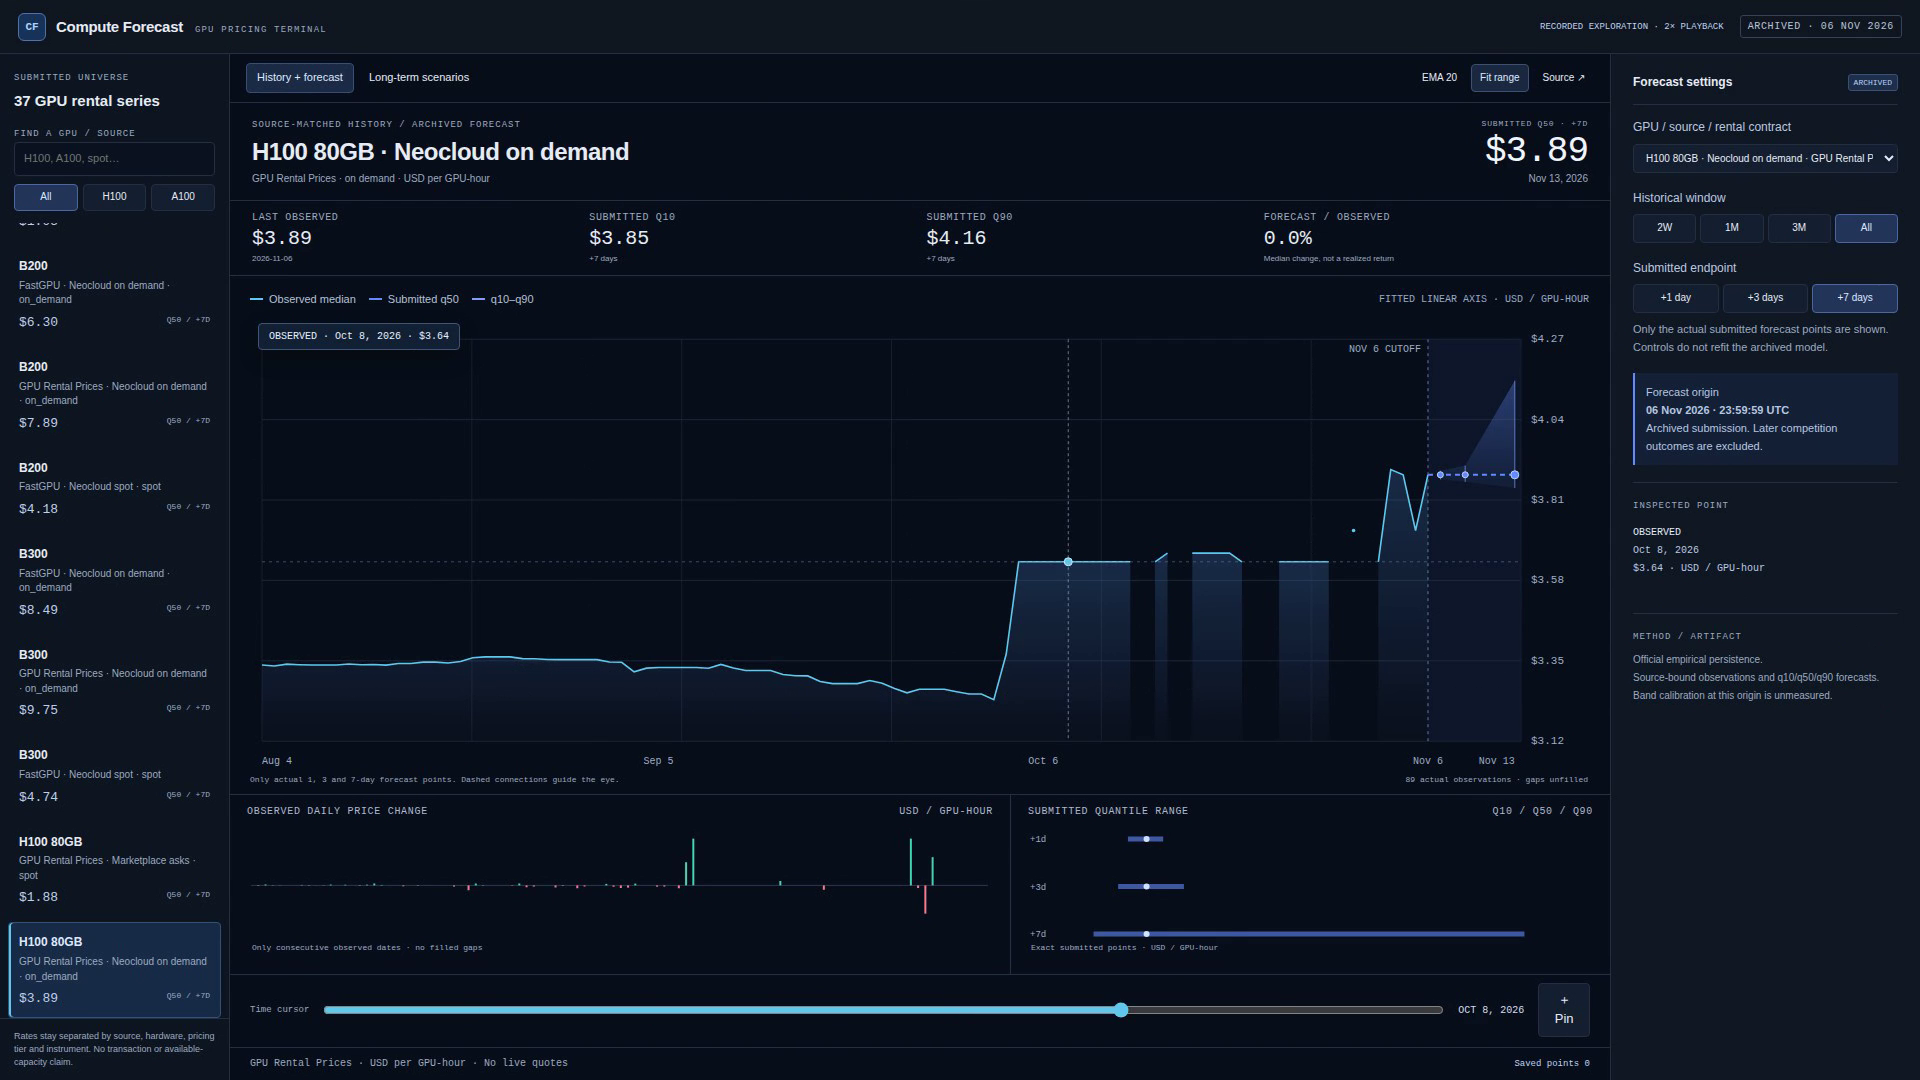 CF
Compute Forecast
GPU PRICING TERMINAL
RECORDED EXPLORATION · 2× PLAYBACK
ARCHIVED · 06 NOV 2026
SUBMITTED UNIVERSE
37 GPU rental series
FIND A GPU / SOURCE
H100, A100, spot…
All
H100
A100
B200
FastGPU · Neocloud on demand ·
on_demand
$6.30
Q50 / +7D
B200
GPU Rental Prices · Neocloud on demand
· on_demand
$7.89
Q50 / +7D
B200
FastGPU · Neocloud spot · spot
$4.18
Q50 / +7D
B300
FastGPU · Neocloud on demand ·
on_demand
$8.49
Q50 / +7D
B300
GPU Rental Prices · Neocloud on demand
· on_demand
$9.75
Q50 / +7D
B300
FastGPU · Neocloud spot · spot
$4.74
Q50 / +7D
H100 80GB
GPU Rental Prices · Marketplace asks ·
spot
$1.88
Q50 / +7D
H100 80GB
GPU Rental Prices · Neocloud on demand
· on_demand
$3.89
Q50 / +7D
Rates stay separated by source, hardware, pricing
tier and instrument. No transaction or available-
capacity claim.
History + forecast
Long-term scenarios
EMA 20
Fit range
Source ↗
SOURCE-MATCHED HISTORY / ARCHIVED FORECAST
H100 80GB · Neocloud on demand
GPU Rental Prices · on demand · USD per GPU-hour
SUBMITTED Q50 · +7D
$3.89
Nov 13, 2026
LAST OBSERVED
$3.89
2026-11-06
SUBMITTED Q10
$3.85
+7 days
SUBMITTED Q90
$4.16
+7 days
FORECAST / OBSERVED
0.0%
Median change, not a realized return
Observed median
Submitted q50
q10–q90
FITTED LINEAR AXIS · USD / GPU-HOUR
OBSERVED · Oct 8, 2026 · $3.64
NOV 6 CUTOFF
$4.27
$4.04
$3.81
$3.58
$3.35
$3.12
Aug 4
Sep 5
Oct 6
Nov 6
Nov 13
Only actual 1, 3 and 7-day forecast points. Dashed connections guide the eye.
89 actual observations · gaps unfilled
OBSERVED DAILY PRICE CHANGE
USD / GPU-HOUR
Only consecutive observed dates · no filled gaps
SUBMITTED QUANTILE RANGE
Q10 / Q50 / Q90
+1d
+3d
+7d
Exact submitted points · USD / GPU-hour
Time cursor
OCT 8, 2026
+
Pin
GPU Rental Prices · USD per GPU-hour · No live quotes
Saved points 0
Forecast settings
ARCHIVED
GPU / source / rental contract
H100 80GB · Neocloud on demand · GPU Rental P
Historical window
2W
1M
3M
All
Submitted endpoint
+1 day
+3 days
+7 days
Only the actual submitted forecast points are shown.
Controls do not refit the archived model.
Forecast origin
06 Nov 2026 · 23:59:59 UTC
Archived submission. Later competition
outcomes are excluded.
INSPECTED POINT
OBSERVED
Oct 8, 2026
$3.64 · USD / GPU-hour
METHOD / ARTIFACT
Official empirical persistence.
Source-bound observations and q10/q50/q90 forecasts.
Band calibration at this origin is unmeasured.